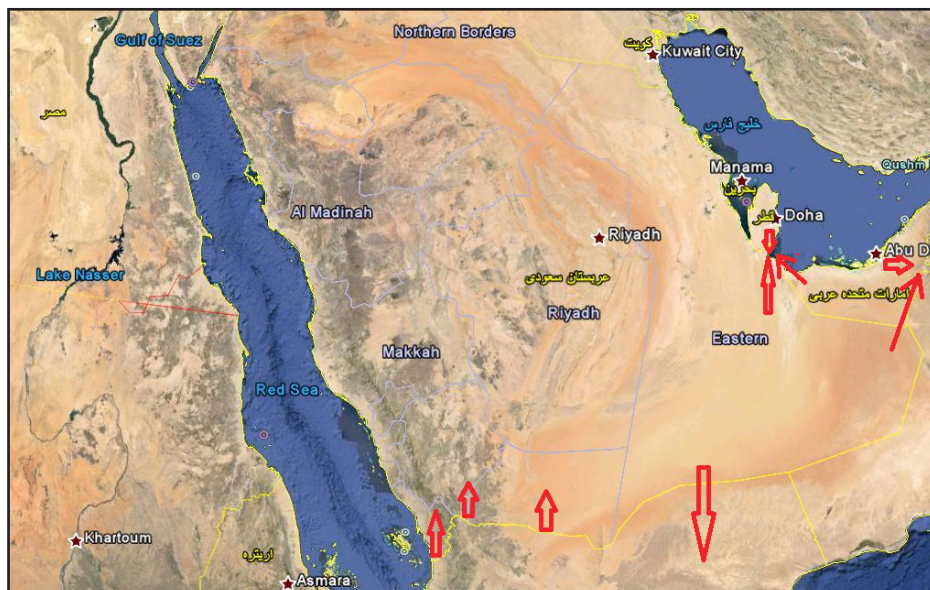 Gulf of Suez
Northern Borders
کویت
Kuwait City
مصر
خلیج فارس
Qushm
Manama
بحرین
Al Madinah
قطر
Doha
Riyadh
Abu D
Lake Nasser
عربستان سعودی
امارات متحده عربی
Riyadh
Eastern
Makkah
Red Sea
Khartoum
اریتره
Asmara